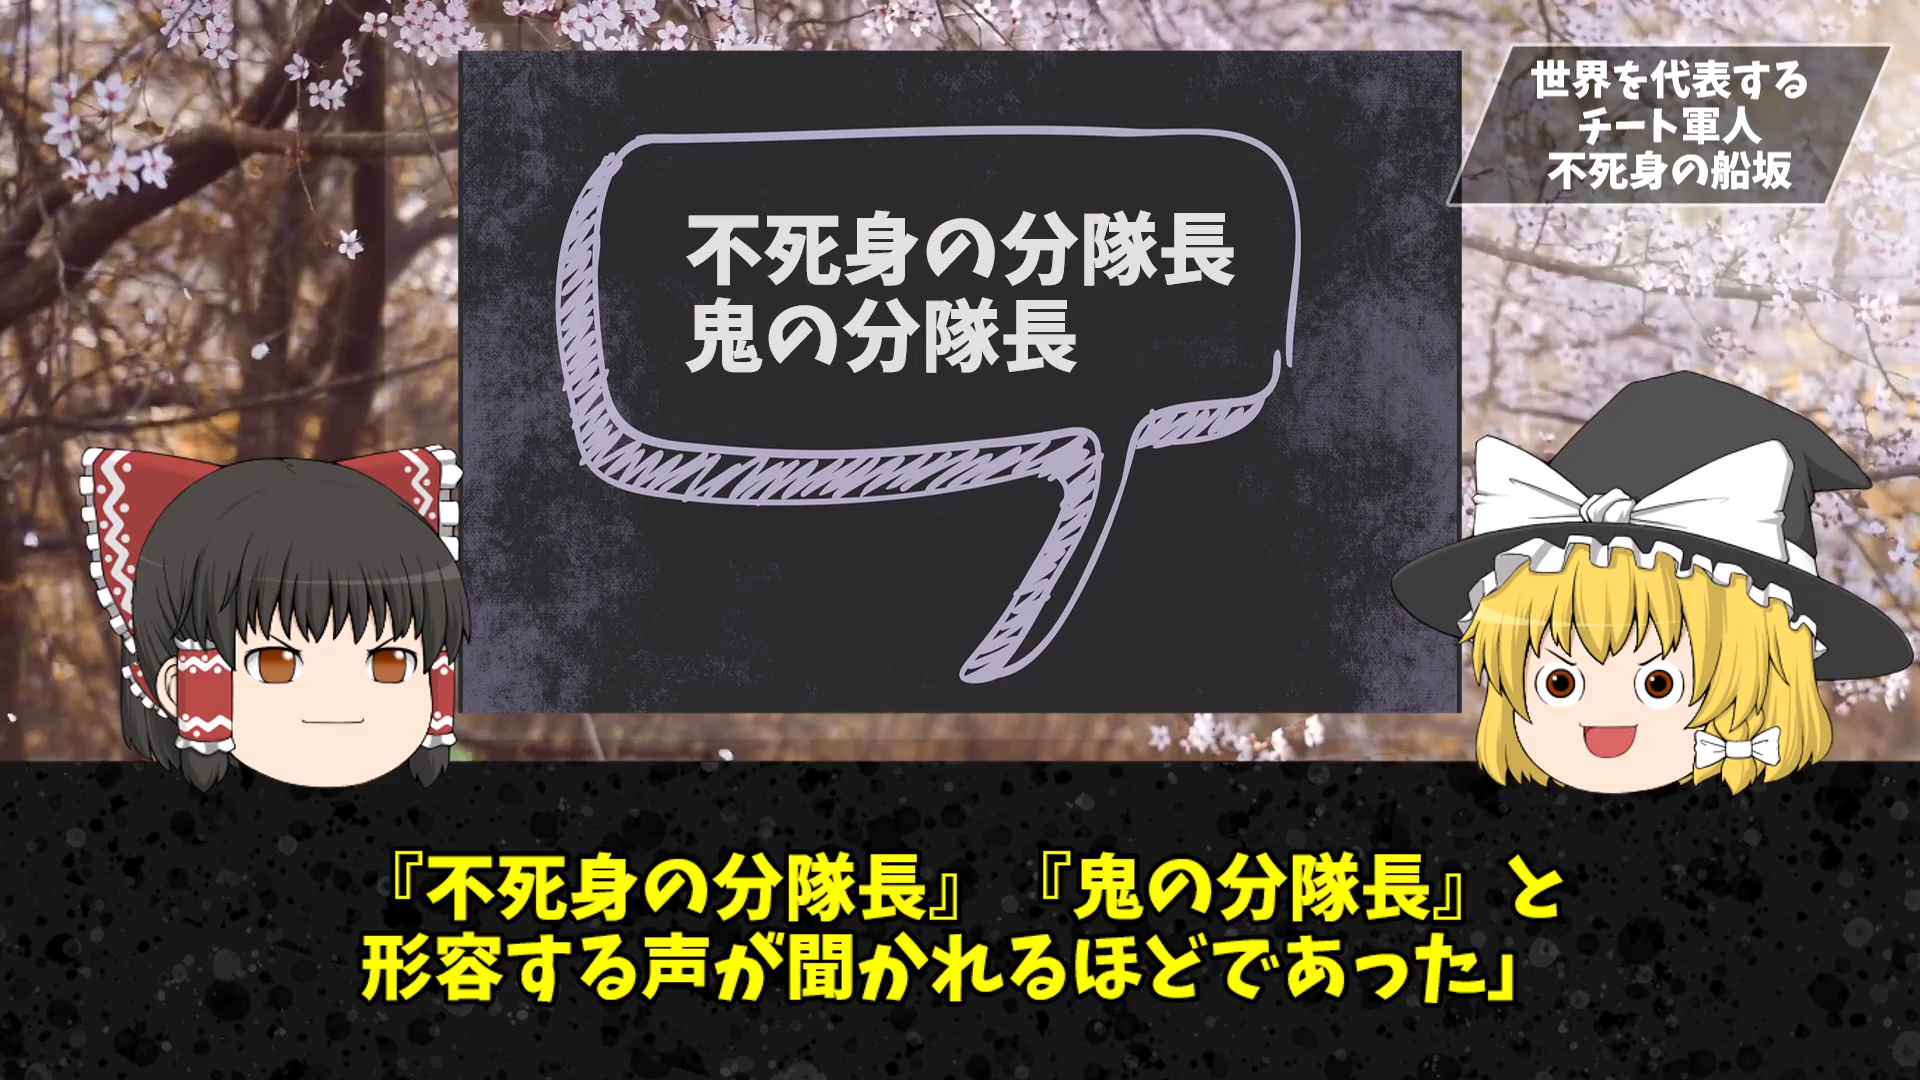 世界を代表する
チート軍人
不死身の船坂
不死身の分隊長
鬼の分隊長
『不死身の分隊長』『鬼の分隊長』と
形容する声が聞かれるほどであった」